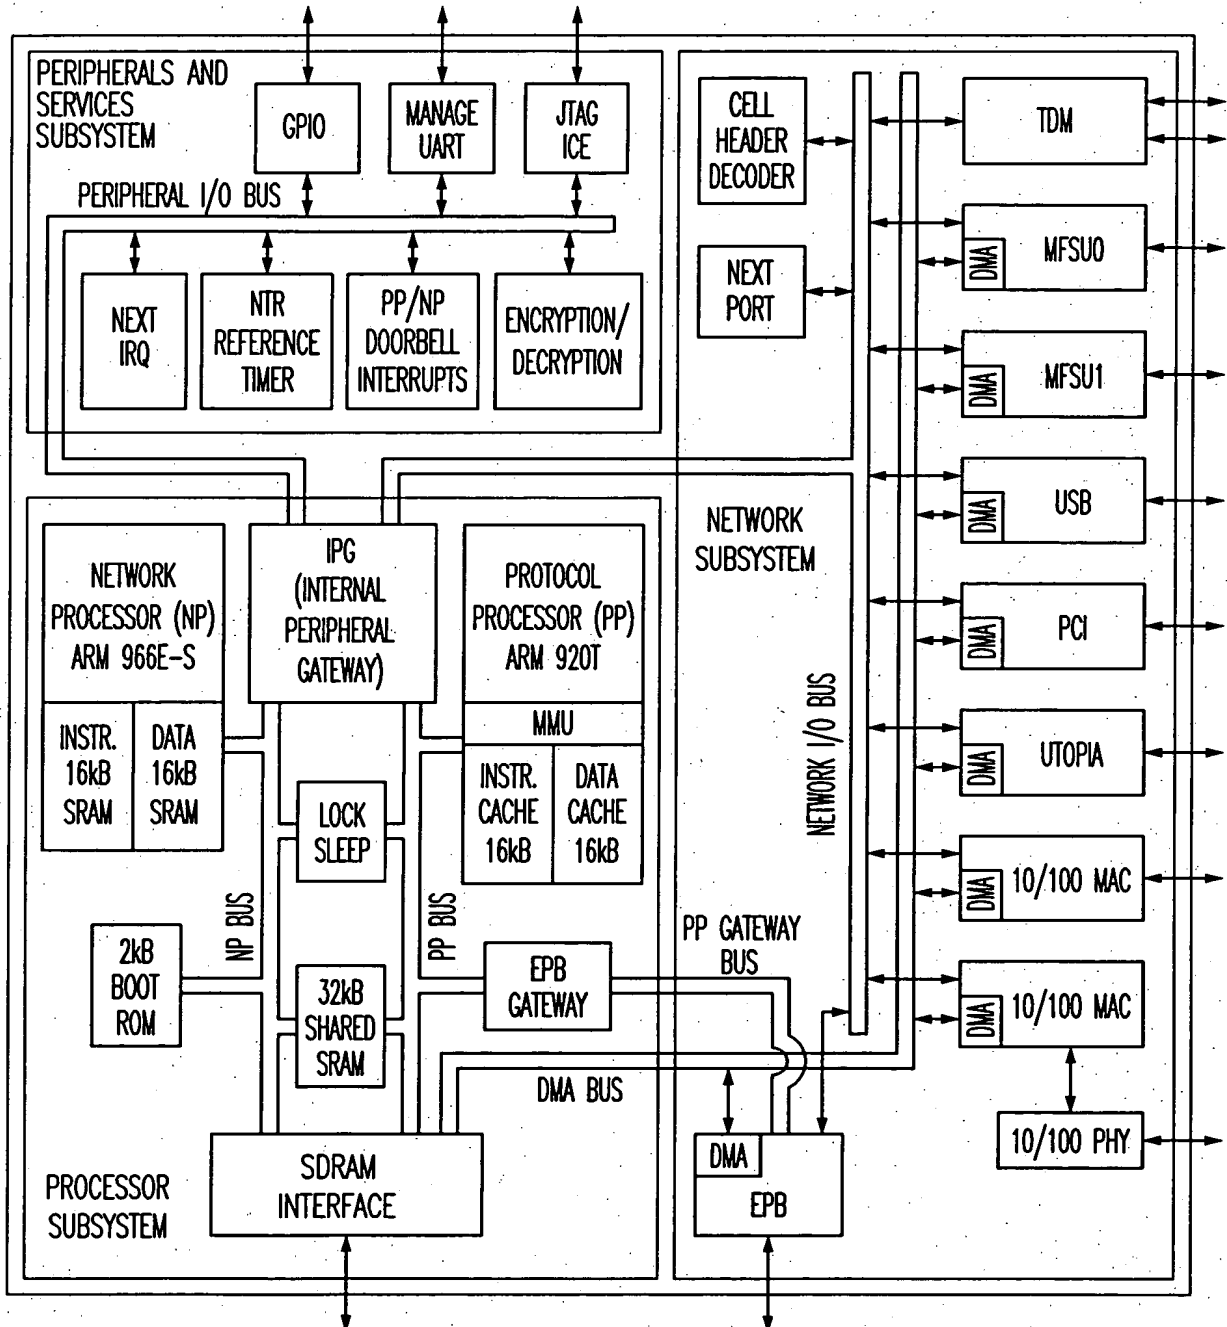 PERIPHERALS AND
SERVICES
SUBSYSTEM
GPIO
MANAGE
UART
JTAG
ICE
PERIPHERAL I/O BUS
NEXT
IRQ
NTR
REFERENCE
TIMER
PP/NP
DOORBELL
INTERRUPTS
ENCRYPTION/
DECRYPTION
CELL
HEADER
DECODER
NEXT
PORT
TDM
MFSU0
DMA
MFSU1
DMA
USB
DMA
PCI
DMA
UTOPIA
DMA
10/100 MAC
DMA
10/100 MAC
DMA
10/100 PHY
NETWORK
SUBSYSTEM
NETWORK I/O BUS
NETWORK
PROCESSOR (NP)
ARM 966E-S
INSTR.
16kB
SRAM
DATA
16kB
SRAM
IPG
(INTERNAL
PERIPHERAL
GATEWAY)
PROTOCOL
PROCESSOR (PP)
ARM 920T
MMU
INSTR.
CACHE
16kB
DATA
CACHE
16kB
LOCK
SLEEP
NP BUS
PP BUS
2kB
BOOT
ROM
32kB
SHARED
SRAM
EPB
GATEWAY
PP GATEWAY
BUS
DMA BUS
SDRAM
INTERFACE
PROCESSOR
SUBSYSTEM
DMA
EPB